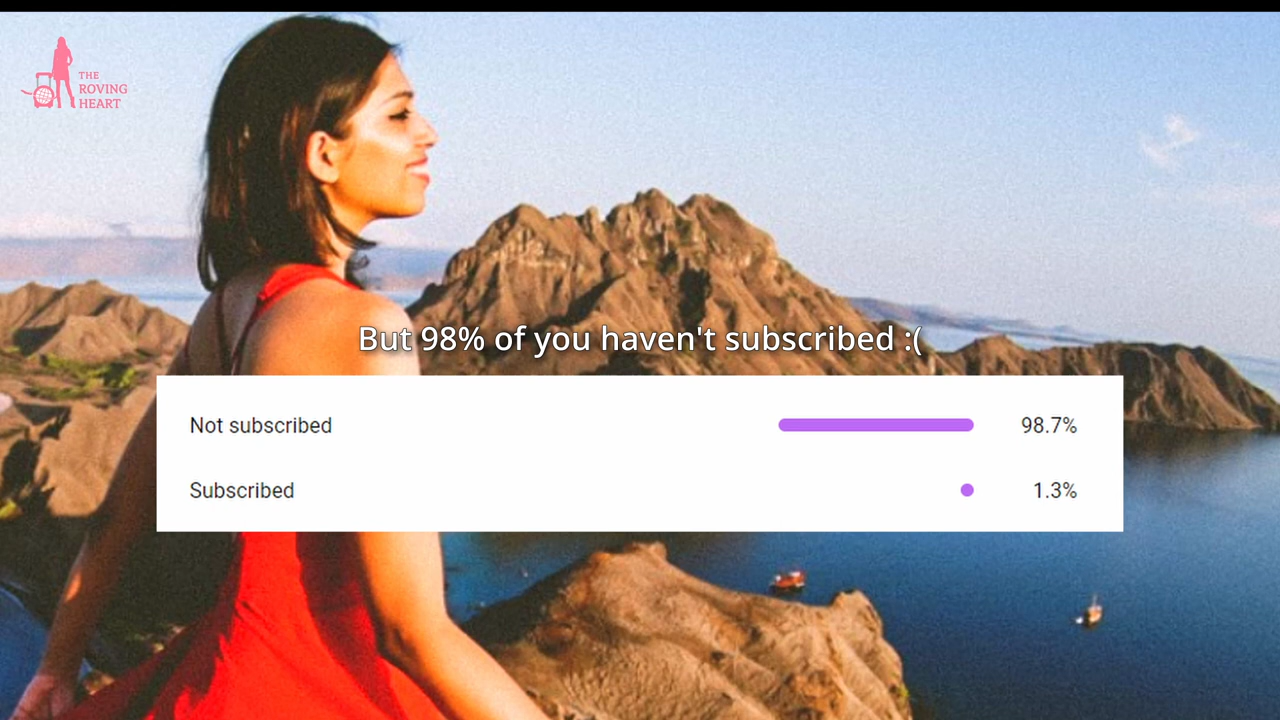 THE
ROVING
HEART
But 98% of you haven't subscribed :(
Not subscribed 98.7%
Subscribed 1.3%